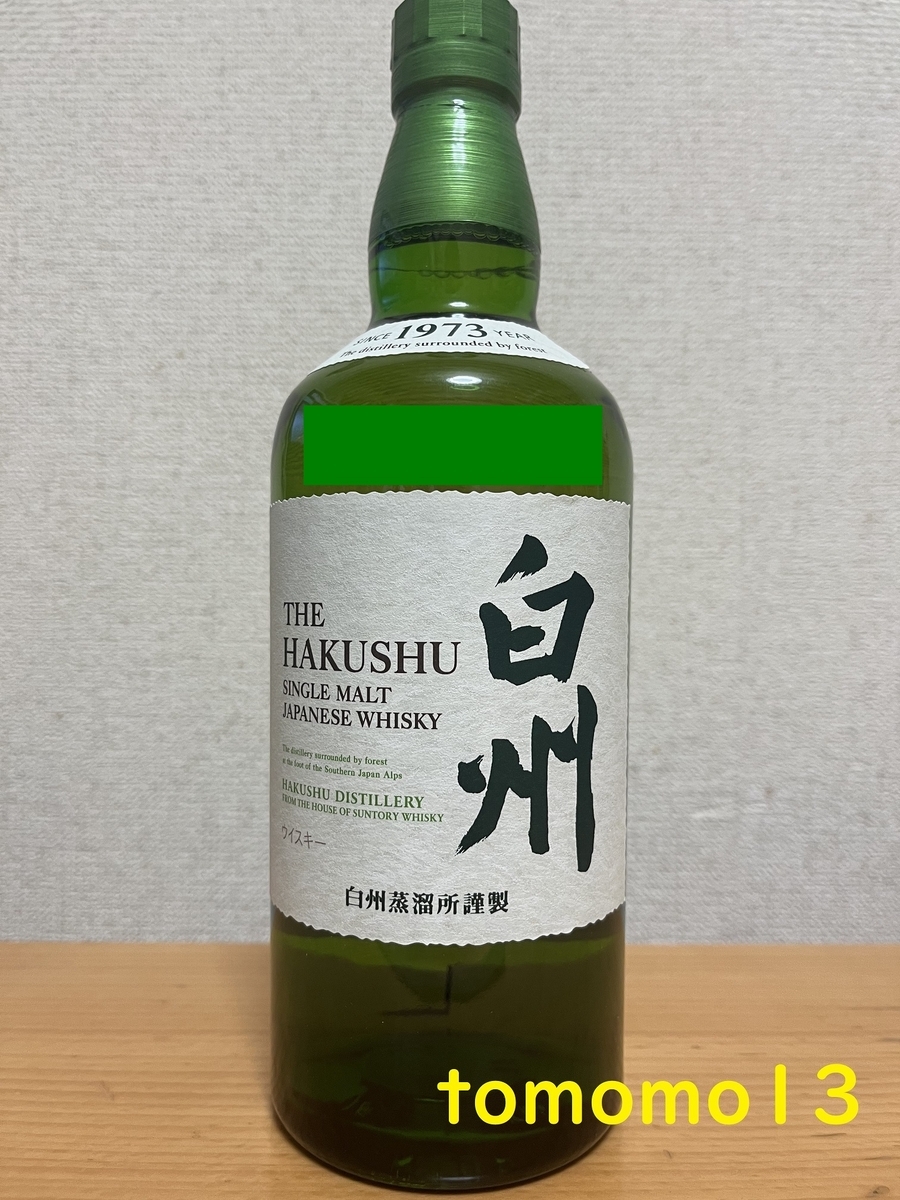 SINCE 1973 YEAR
The distillery surrounded by forest
白州
THE
HAKUSHU
SINGLE MALT
JAPANESE WHISKY
The distillery surrounded by forest
at the foot of the Southern Japan Alps
HAKUSHU DISTILLERY
FROM THE HOUSE OF SUNTORY WHISKY
ウイスキー
白州蒸溜所謹製
tomomo13